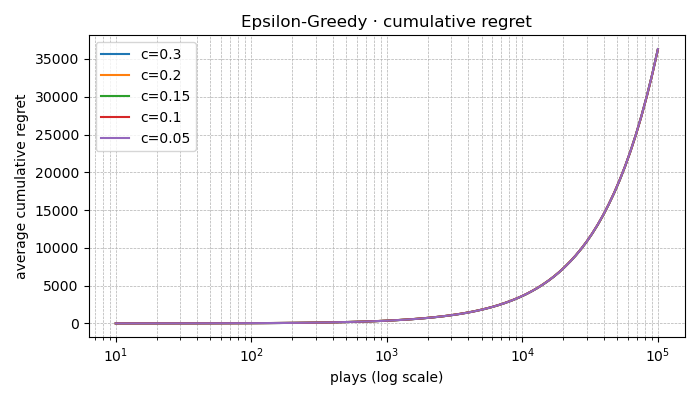 Epsilon-Greedy · cumulative regret
average cumulative regret
35000
30000
25000
20000
15000
10000
5000
0
c=0.3
c=0.2
c=0.15
c=0.1
c=0.05
10¹
10²
10³
10⁴
10⁵
plays (log scale)